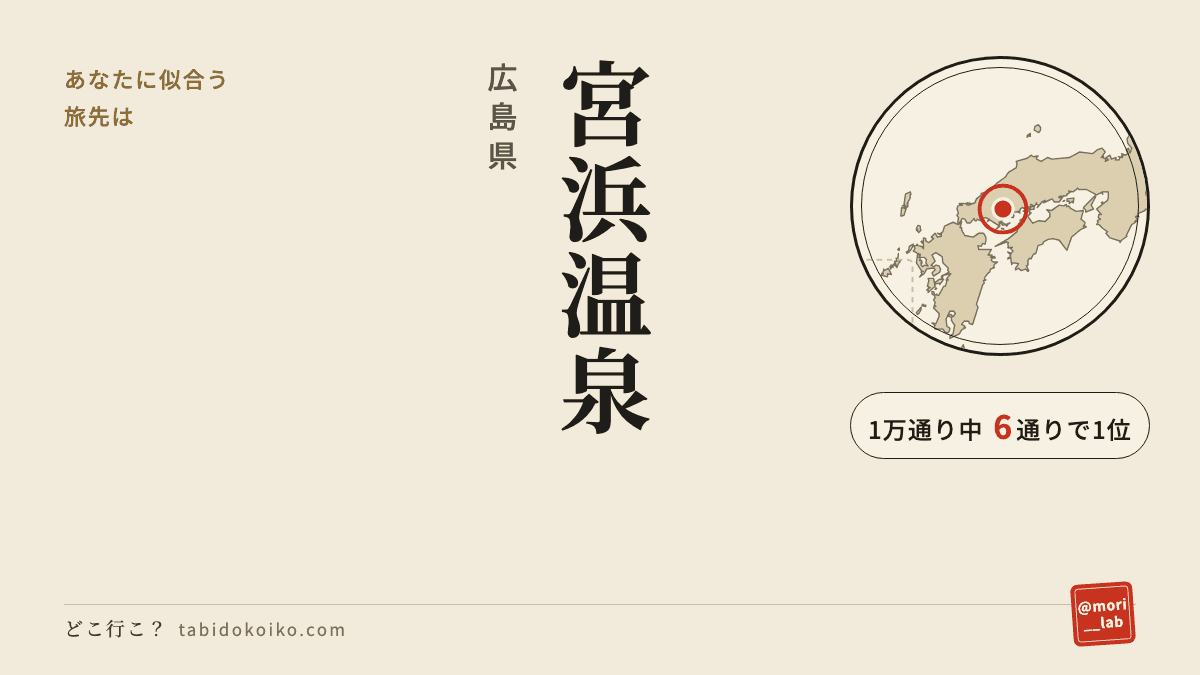 あなたに似合う
旅先は
宮浜温泉
広島県
1万通り中 6通りで1位
どこ行こ？ tabidokoiko.com
@mori
__lab